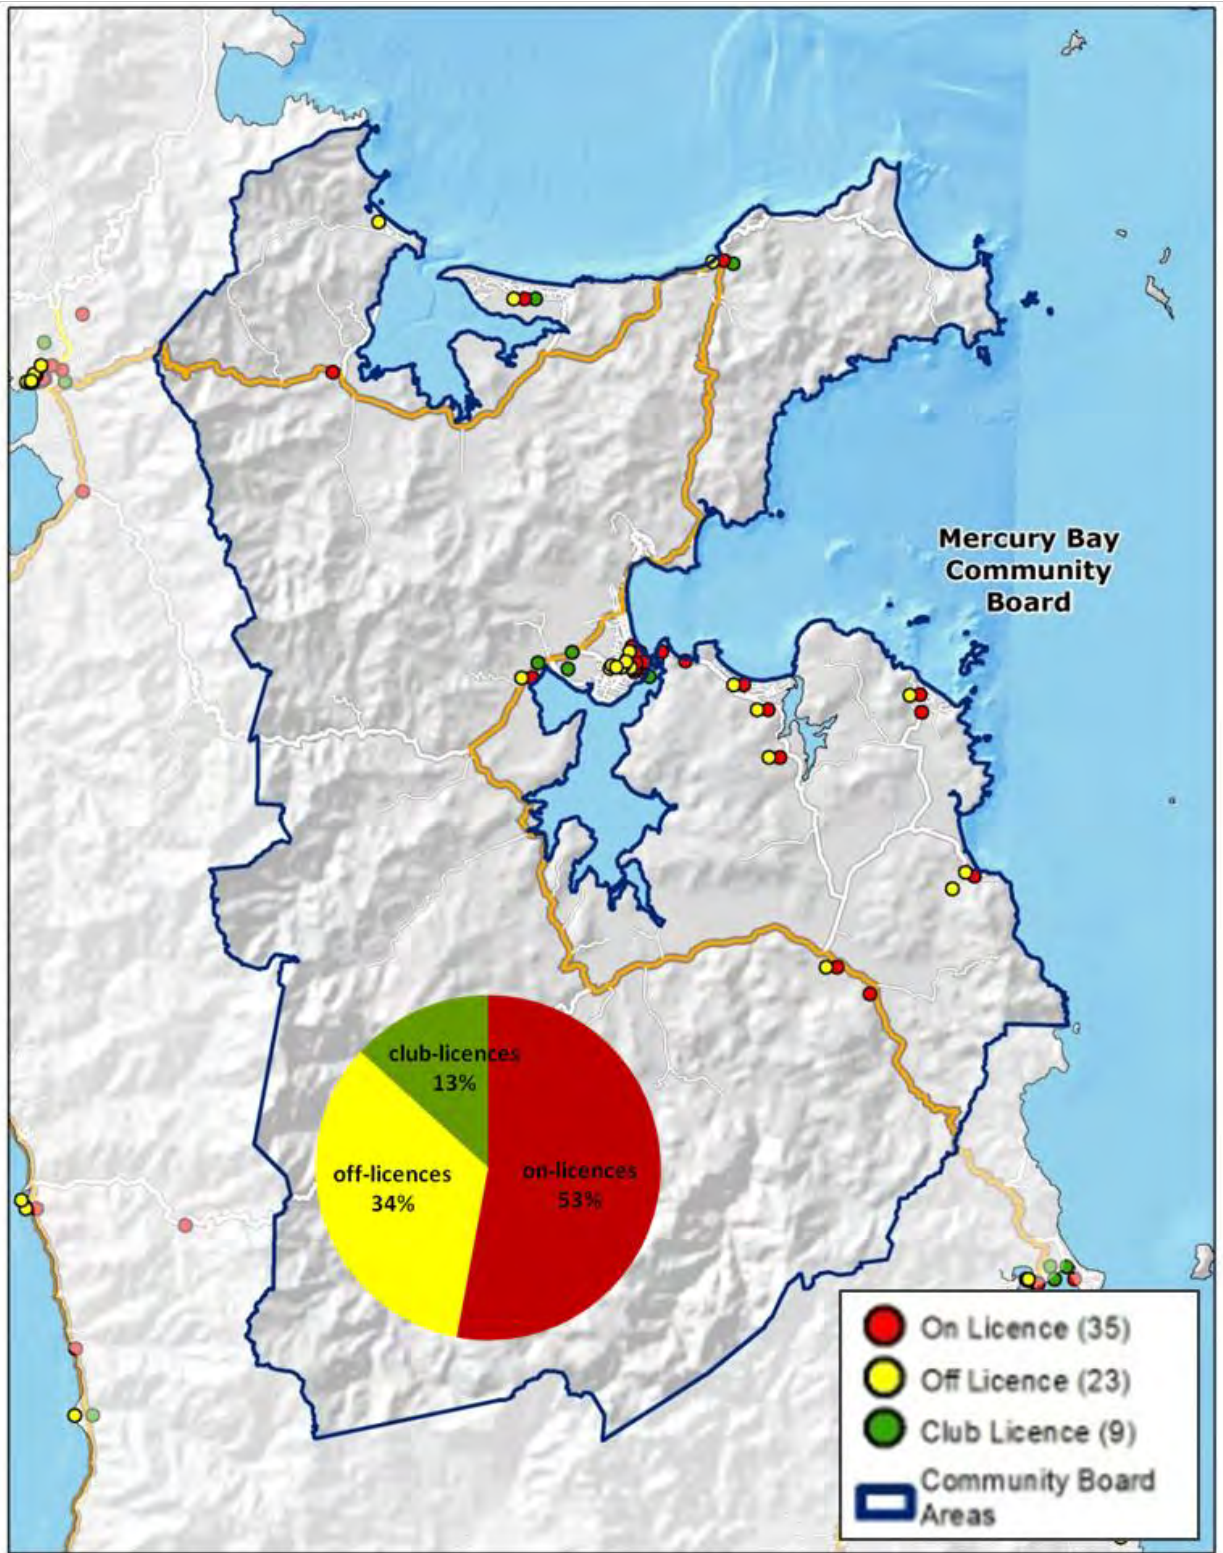 Mercury Bay
Community
Board
club-licences
13%
off-licences
34%
on-licences
53%
On Licence (35)
Off Licence (23)
Club Licence (9)
Community Board
Areas